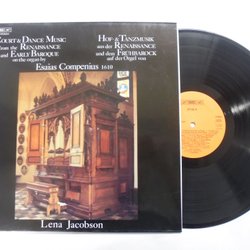 COURT & DANCE MUSIC
from the RENAISSANCE
and EARLY BAROQUE
on the organ by
HOF- & TANZMUSIK
aus der RENAISSANCE
und dem FRÜHBAROCK
auf der Orgel von
Esaias Compenius 1610
Lena Jacobson